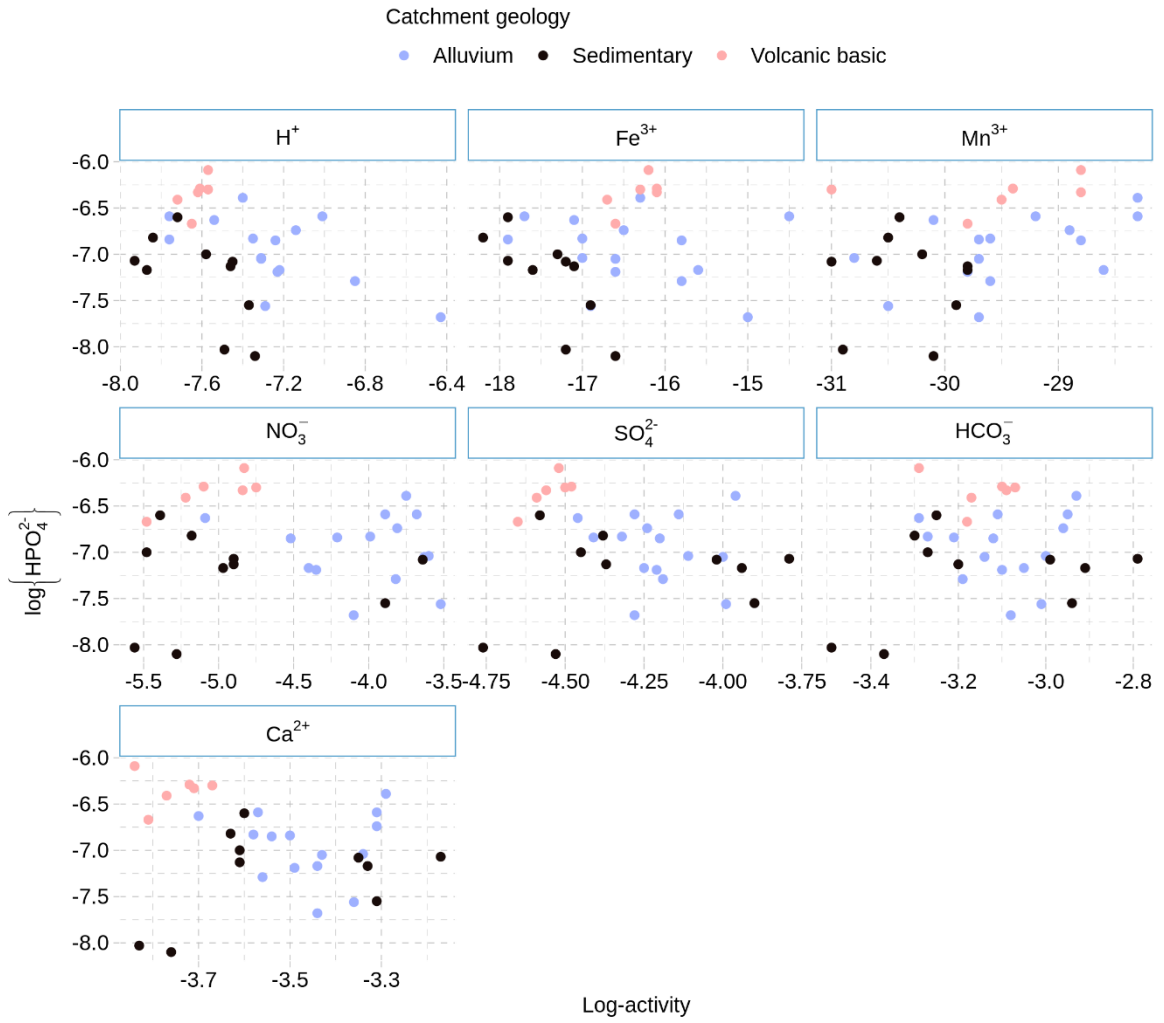 Catchment geology
Alluvium Sedimentary Volcanic basic
H⁺ Fe³⁺ Mn³⁺
-6.0
-6.5
-7.0
-7.5
-8.0
-8.0 -7.6 -7.2 -6.8 -6.4 -18 -17 -16 -15 -31 -30 -29
NO₃⁻ SO₄²⁻ HCO₃⁻
-6.0
-6.5
-7.0
-7.5
-8.0
-5.5 -5.0 -4.5 -4.0 -3.5 -4.75 -4.50 -4.25 -4.00 -3.75 -3.4 -3.2 -3.0 -2.8
log{HPO₄²⁻}
Ca²⁺
-6.0
-6.5
-7.0
-7.5
-8.0
-3.7 -3.5 -3.3
Log-activity